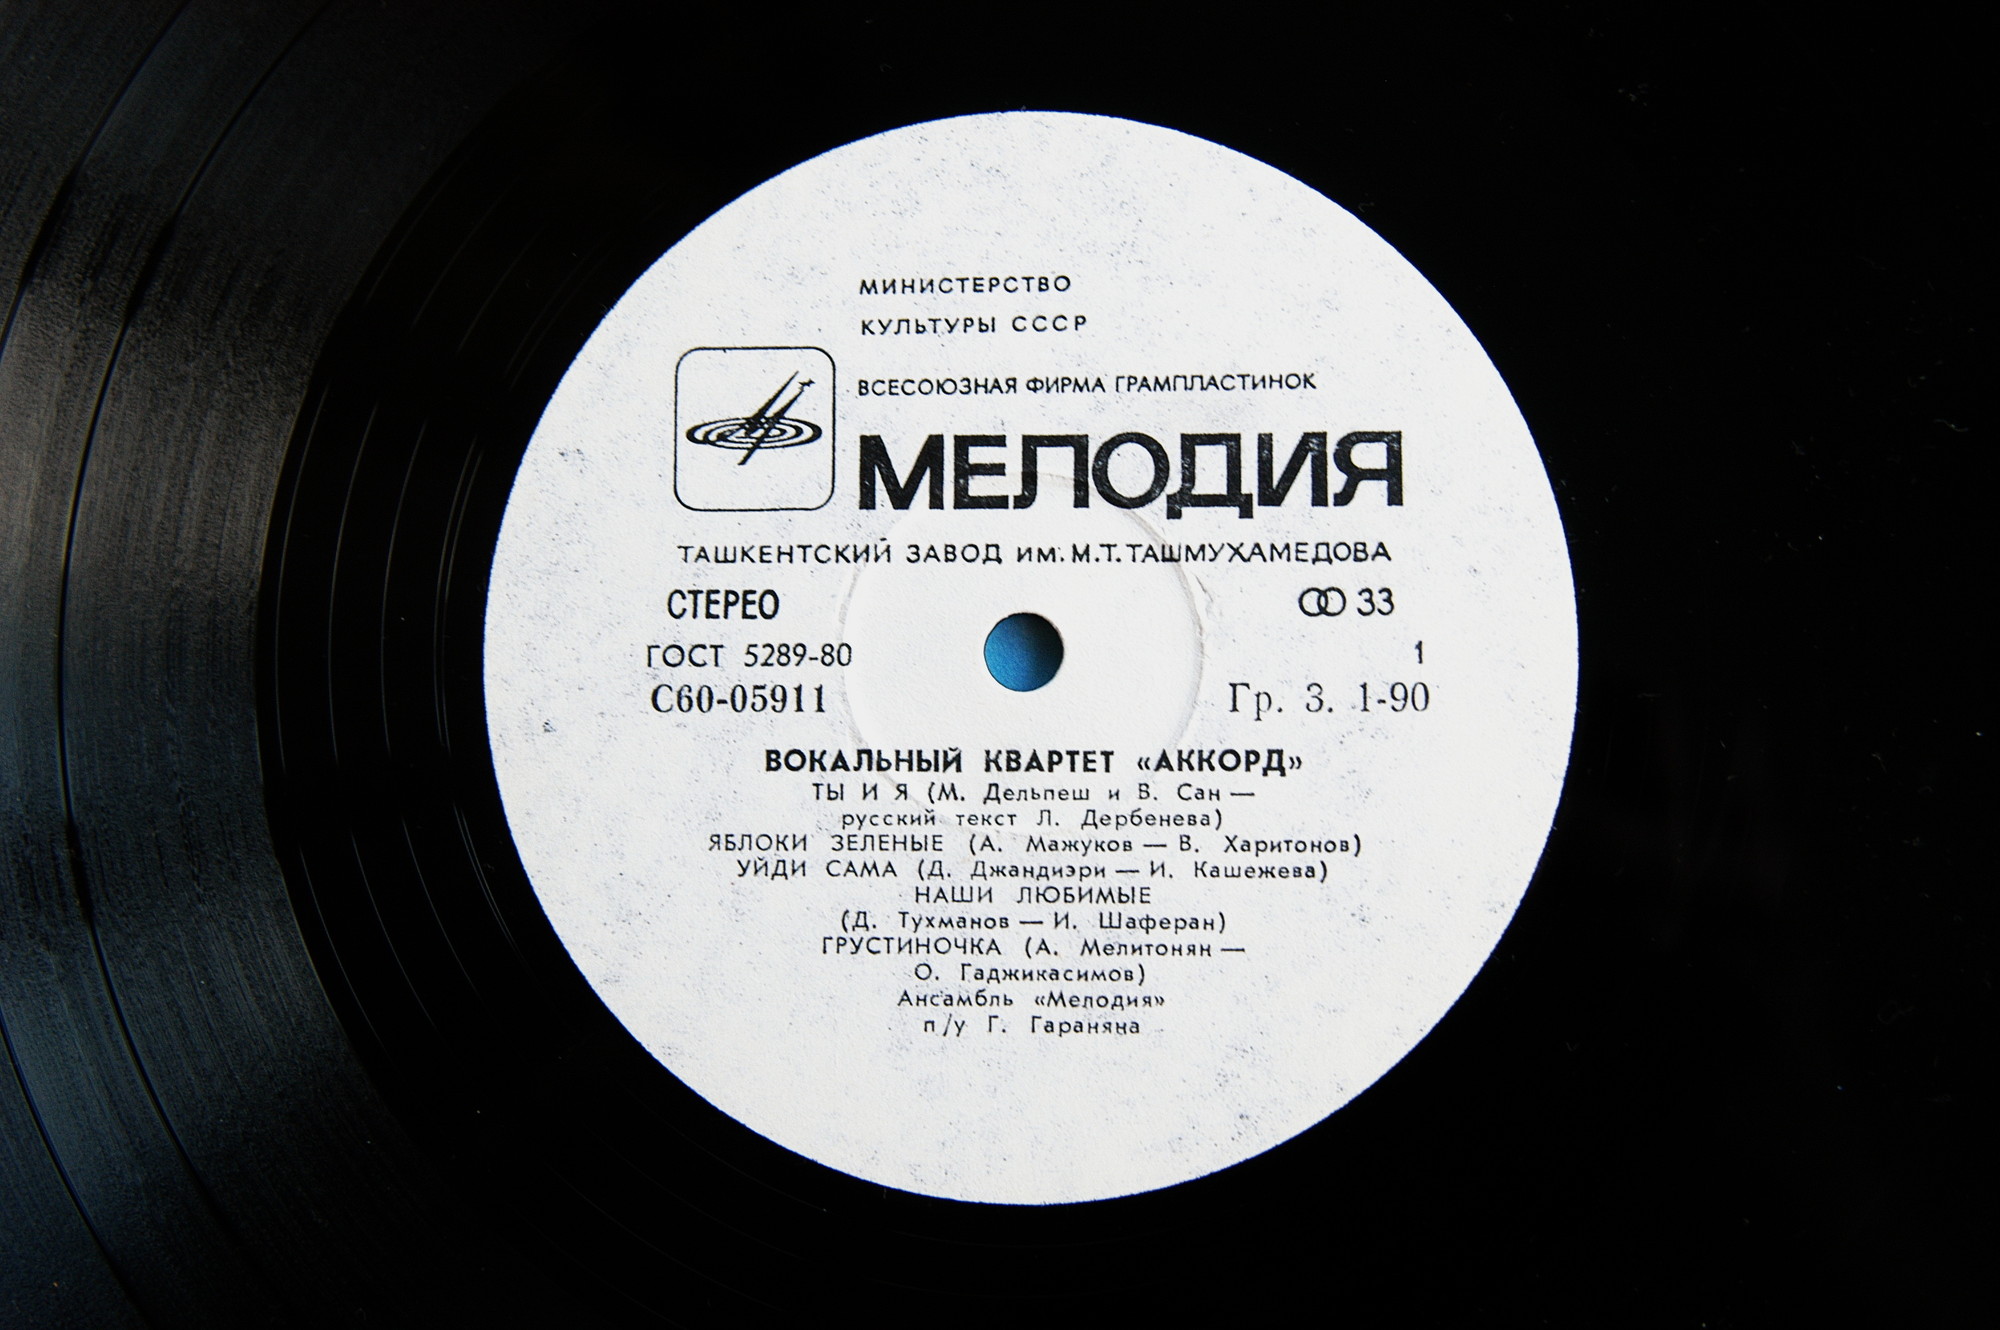 МИНИСТЕРСТВО
КУЛЬТУРЫ СССР
ВСЕСОЮЗНАЯ ФИРМА ГРАМПЛАСТИНОК
МЕЛОДИЯ
ТАШКЕНТСКИЙ ЗАВОД им. М.Т.ТАШМУХАМЕДОВА
СТЕРЕО 33
ГОСТ 5289-80 1
С60-05911 Гр. 3. 1-90
ВОКАЛЬНЫЙ КВАРТЕТ «АККОРД»
ТЫ И Я (М. Дельпеш и В. Сан —
русский текст Л. Дербенева)
ЯБЛОКИ ЗЕЛЕНЫЕ (А. Мажуков — В. Харитонов)
УЙДИ САМА (Д. Джандиэри — И. Кашежева)
НАШИ ЛЮБИМЫЕ
(Д. Тухманов — И. Шаферан)
ГРУСТИНОЧКА (А. Мелитонян —
О. Гаджикасимов)
Ансамбль «Мелодия»
п/у Г. Гараняна